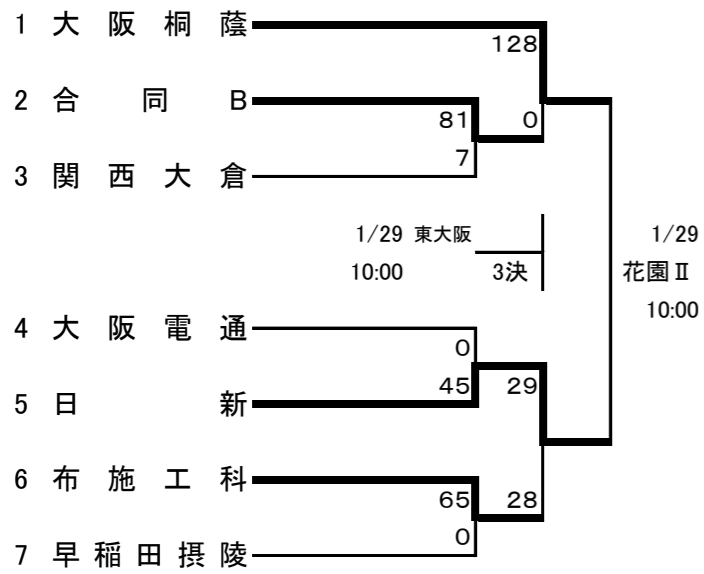 1 大阪桐蔭
128
2 合同B
81 0
7
3 関西大倉
1/29 東大阪
10:00 3決
1/29
花園Ⅱ
10:00
4 大阪電通
0
45 29
5 日新
6 布施工科
65 28
0
7 早稲田摂陵